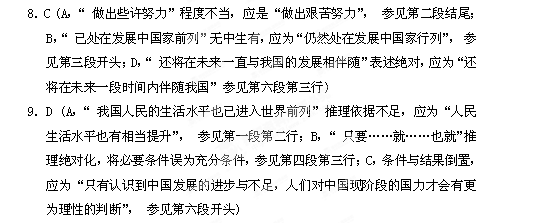 8. C (A,“ 做出些许努力”程度不当，应是“做出艰苦努力”， 参见第二段结尾；
B,“ 已处在发展中国家前列”无中生有，应为“仍然处在发展中国家行列”， 参
见第三段开头；D,“ 还将在未来一直与我国的发展相伴随”表述绝对，应为“还
将在未来一段时间内伴随我国” 参见第六段第三行)
9. D (A,“ 我国人民的生活水平也已进入世界前列”推理依据不足，应为“人民
生活水平也有相当提升”， 参见第一段第二行；B,“ 只要……就……也就”推
理绝对化，将必要条件误为充分条件，参见第四段第三行；C，条件与结果倒置，
应为“只有认识到中国发展的进步与不足，人们对中国现阶段的国力才会有更
为理性的判断”， 参见第六段开头)